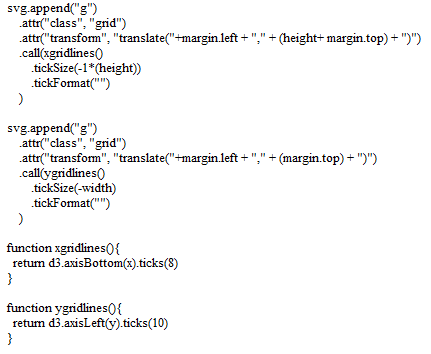 svg.append("g")
.attr("class", "grid")
.attr("transform", "translate("+margin.left + "," + (height+ margin.top) + ")")
.call(xgridlines()
.tickSize(-1*(height))
.tickFormat("")
)
svg.append("g")
.attr("class", "grid")
.attr("transform", "translate("+margin.left + "," + (margin.top) + ")")
.call(ygridlines()
.tickSize(-width)
.tickFormat("")
)
function xgridlines(){
return d3.axisBottom(x).ticks(8)
}
function ygridlines(){
return d3.axisLeft(y).ticks(10)
}